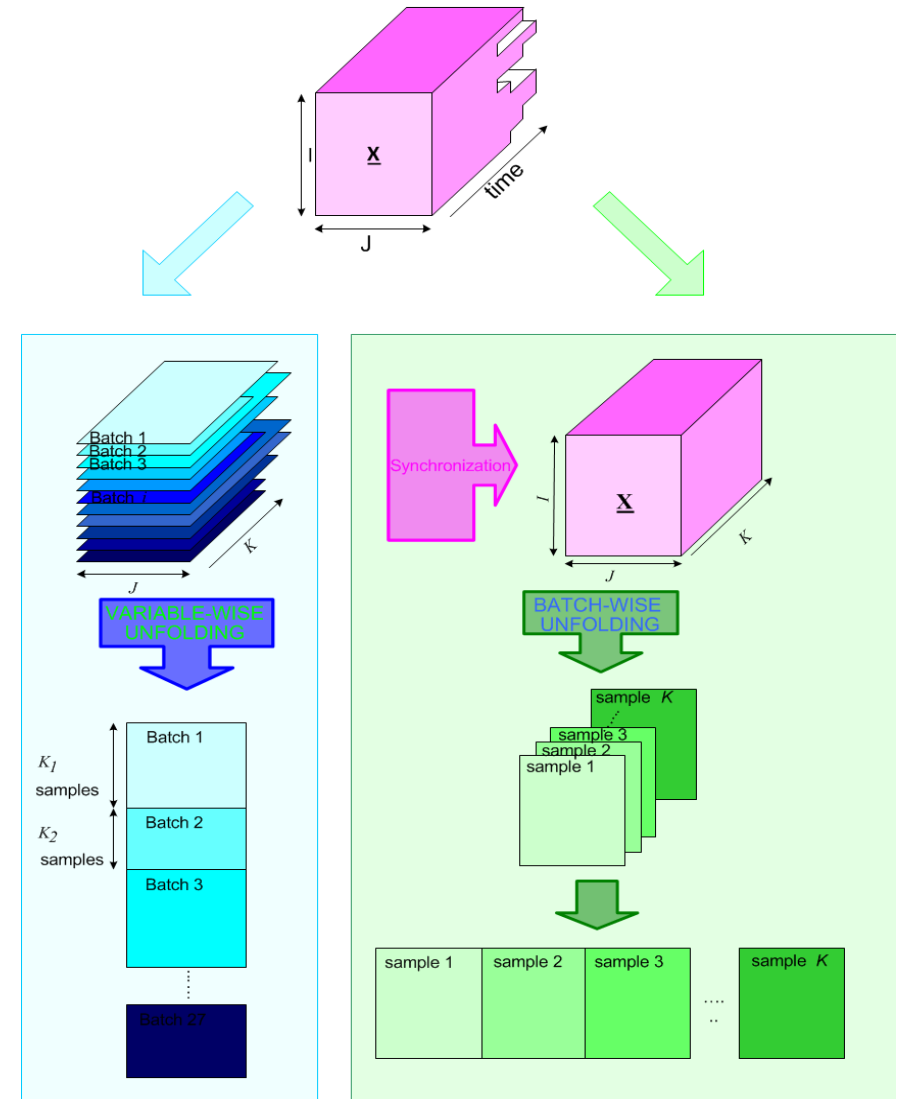 I
X
time
J
Batch 1
Batch 2
Batch 3
Batch i
K
J
VARIABLE-WISE
UNFOLDING
Batch 1
K1
samples
Batch 2
K2
samples
Batch 3
......
Batch 27
Synchronization
I
X
K
J
BATCH-WISE
UNFOLDING
sample K
......
sample 3
sample 2
sample 1
sample 1
sample 2
sample 3
......
sample K